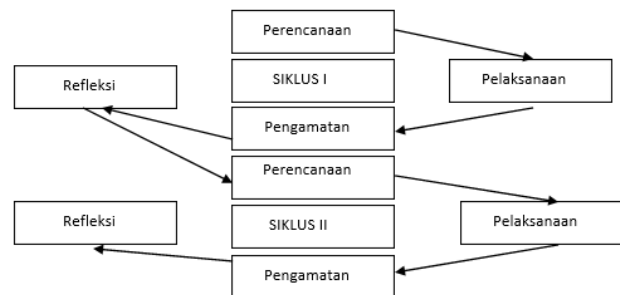 Perencanaan
Refleksi
SIKLUS I
Pelaksanaan
Pengamatan
Perencanaan
Refleksi
SIKLUS II
Pelaksanaan
Pengamatan